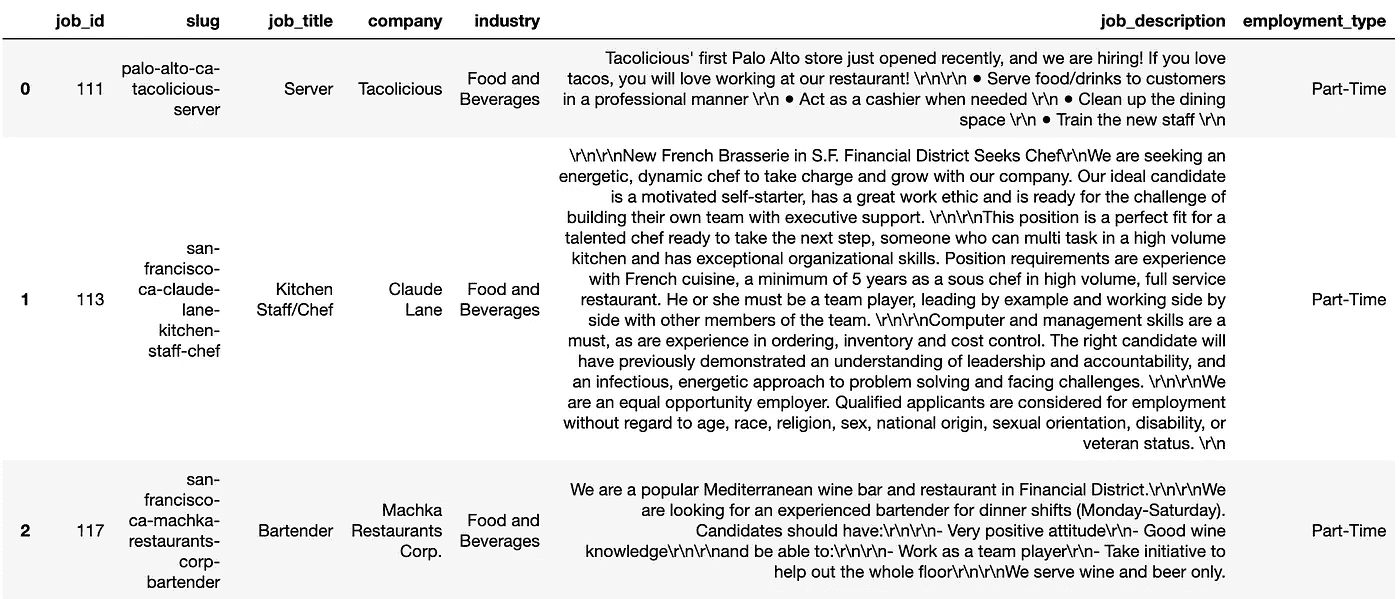 job_id slug job_title company industry job_description employment_type
0 111 palo-alto-ca-tacolicious-server Server Tacolicious Food and Beverages
Tacolicious' first Palo Alto store just opened recently, and we are hiring! If you love
tacos, you will love working at our restaurant! \r\n\r\n ● Serve food/drinks to customers
in a professional manner \r\n ● Act as a cashier when needed \r\n ● Clean up the dining
space \r\n ● Train the new staff \r\n
Part-Time
1 113 san-francisco-ca-claude-lane-kitchen-staff-chef Kitchen Staff/Chef Claude Lane Food and Beverages
\r\n\r\nNew French Brasserie in S.F. Financial District Seeks Chef\r\nWe are seeking an
energetic, dynamic chef to take charge and grow with our company. Our ideal candidate
is a motivated self-starter, has a great work ethic and is ready for the challenge of
building their own team with executive support. \r\n\r\nThis position is a perfect fit for a
talented chef ready to take the next step, someone who can multi task in a high volume
kitchen and has exceptional organizational skills. Position requirements are experience
with French cuisine, a minimum of 5 years as a sous chef in high volume, full service
restaurant. He or she must be a team player, leading by example and working side by
side with other members of the team. \r\n\r\nComputer and management skills are a
must, as are experience in ordering, inventory and cost control. The right candidate will
have previously demonstrated an understanding of leadership and accountability, and
an infectious, energetic approach to problem solving and facing challenges. \r\n\r\nWe
are an equal opportunity employer. Qualified applicants are considered for employment
without regard to age, race, religion, sex, national origin, sexual orientation, disability, or
veteran status. \r\n
Part-Time
2 117 san-francisco-ca-machka-restaurants-corp-bartender Bartender Machka Restaurants Corp. Food and Beverages
We are a popular Mediterranean wine bar and restaurant in Financial District.\r\n\r\nWe
are looking for an experienced bartender for dinner shifts (Monday-Saturday).
Candidates should have:\r\n\r\n- Very positive attitude\r\n- Good wine
knowledge\r\n\r\nand be able to:\r\n\r\n- Work as a team player\r\n- Take initiative to
help out the whole floor\r\n\r\nWe serve wine and beer only.
Part-Time